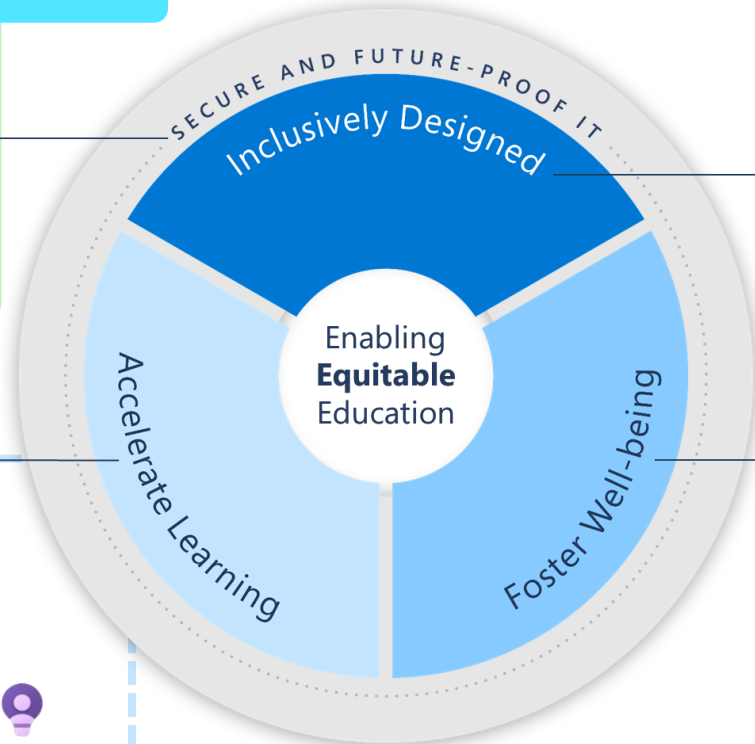 SECURE AND FUTURE-PROOF IT
Inclusively Designed
Enabling
Equitable
Education
Accelerate Learning
Foster Well-being